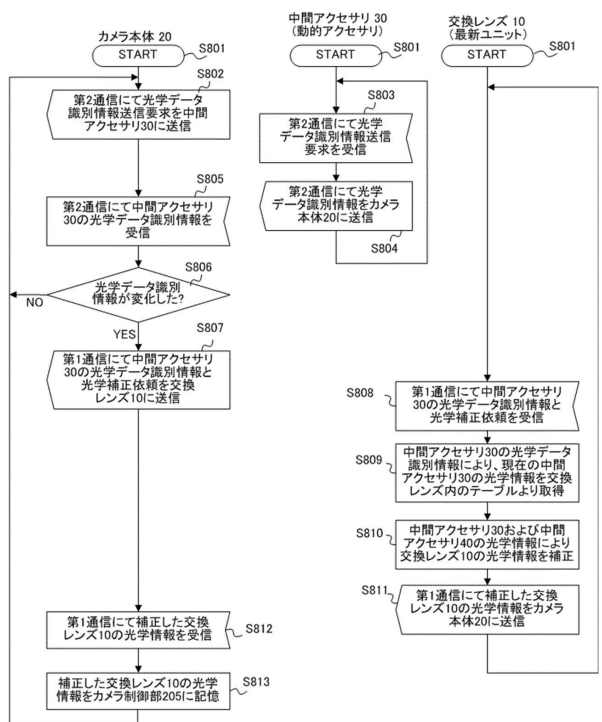 カメラ本体 20
START
S801
S802
第2通信にて光学データ
識別情報送信要求を中間
アクセサリ30に送信
S805
第2通信にて中間アクセサリ
30の光学データ識別情報を
受信
S806
光学データ識別
情報が変化した?
NO
YES
S807
第1通信にて中間アクセサリ
30の光学データ識別情報と
光学補正依頼を交換
レンズ10に送信
第1通信にて補正した交換
レンズ10の光学情報を受信
S812
補正した交換レンズ10の光学
情報をカメラ制御部205に記憶
S813
中間アクセサリ 30
(動的アクセサリ)
START
S801
S803
第2通信にて光学
データ識別情報送信
要求を受信
第2通信にて光学
データ識別情報をカメラ
本体20に送信
S804
交換レンズ 10
(最新ユニット)
START
S801
S808
第1通信にて中間アクセサリ
30の光学データ識別情報と
光学補正依頼を受信
S809
中間アクセサリ30の光学データ
識別情報により、現在の中間
アクセサリ30の光学情報を交換
レンズ内のテーブルより取得
S810
中間アクセサリ30および中間
アクセサリ40の光学情報により
交換レンズ10の光学情報を補正
S811
第1通信にて補正した交換
レンズ10の光学情報をカメラ
本体20に送信